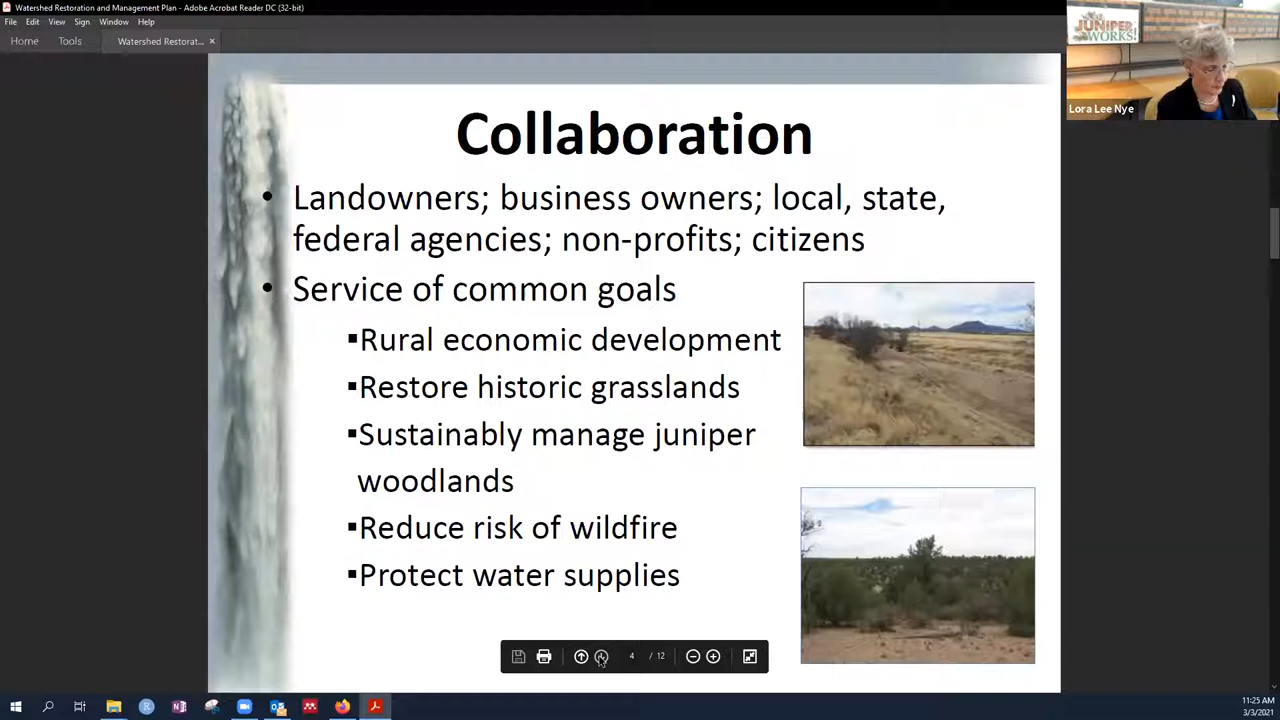 Watershed Restoration and Management Plan - Adobe Acrobat Reader DC (32-bit)
File Edit View Sign Window Help
Home Tools Watershed Restorat... ×
JUNIPER
WORKS!
Lora Lee Nye
Collaboration
• Landowners; business owners; local, state,
federal agencies; non-profits; citizens
• Service of common goals
▪Rural economic development
▪Restore historic grasslands
▪Sustainably manage juniper
woodlands
▪Reduce risk of wildfire
▪Protect water supplies
4 / 12
11:25 AM
3/3/2021